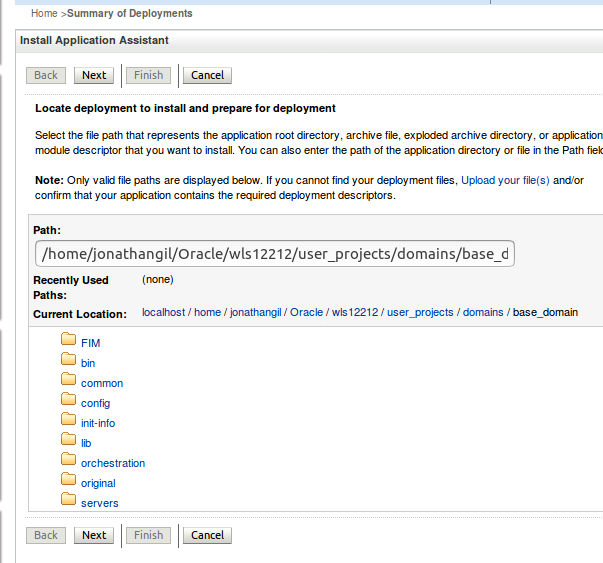 Home >Summary of Deployments
Install Application Assistant
Back Next Finish Cancel
Locate deployment to install and prepare for deployment
Select the file path that represents the application root directory, archive file, exploded archive directory, or application
module descriptor that you want to install. You can also enter the path of the application directory or file in the Path field
Note: Only valid file paths are displayed below. If you cannot find your deployment files, Upload your file(s) and/or
confirm that your application contains the required deployment descriptors.
Path:
/home/jonathangil/Oracle/wls12212/user_projects/domains/base_d
Recently Used (none)
Paths:
Current Location: localhost / home / jonathangil / Oracle / wls12212 / user_projects / domains / base_domain
FIM
bin
common
config
init-info
lib
orchestration
original
servers
Back Next Finish Cancel